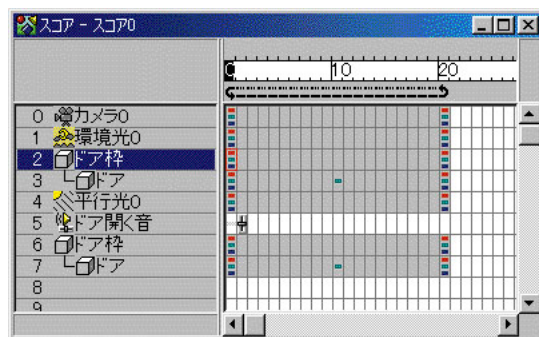 スコア - スコア0
0 10 20
0 カメラ0
1 環境光0
2 ドア枠
3 ドア
4 平行光0
5 ドア開く音
6 ドア枠
7 ドア
8
9